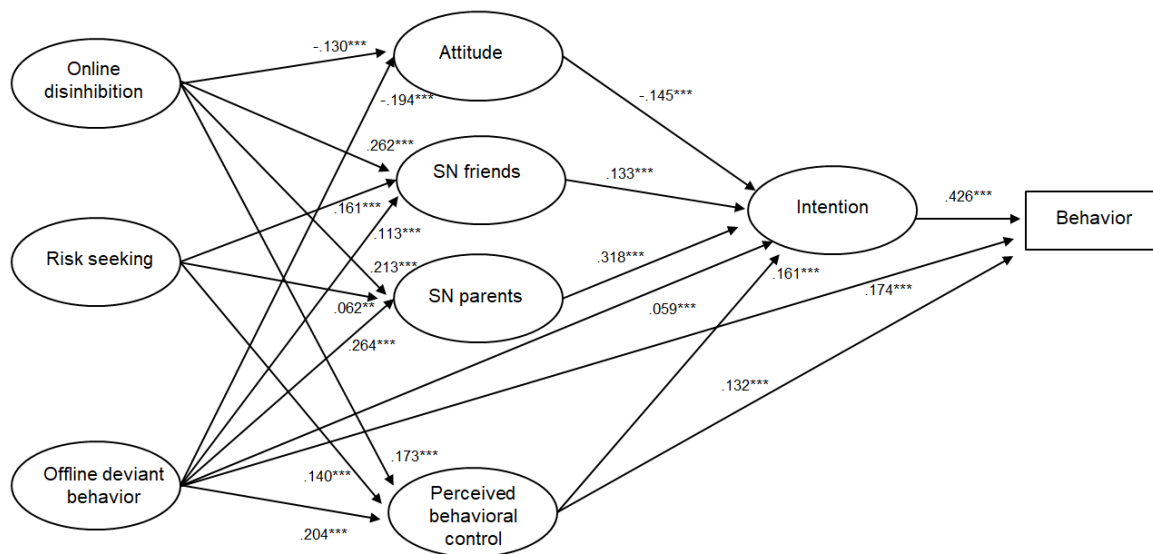 Online
disinhibition
Risk seeking
Offline deviant
behavior
-.130***
-.194***
.262***
.161***
.113***
.213***
.062**
.264***
.173***
.140***
.204***
Attitude
SN friends
SN parents
Perceived
behavioral
control
-.145***
.133***
.318***
.059***
.161***
.174***
.132***
Intention
.426***
Behavior